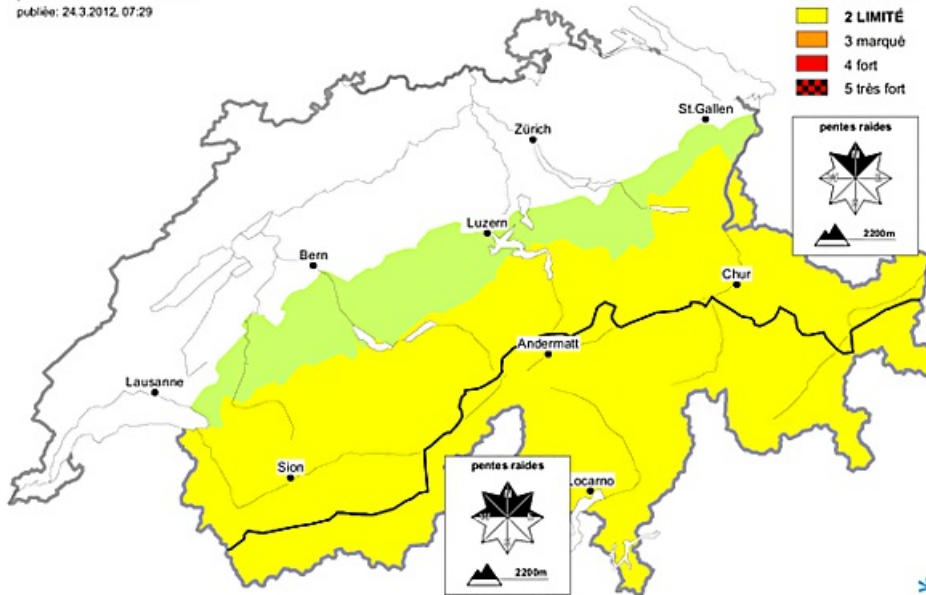 publiée: 24.3.2012, 07:29
2 LIMITÉ
3 marqué
4 fort
5 très fort
St.Gallen
Zürich
pentes raides
N
2200m
Luzern
Bern
Chur
Andermatt
Lausanne
Sion
pentes raides
N
Locarno
2200m